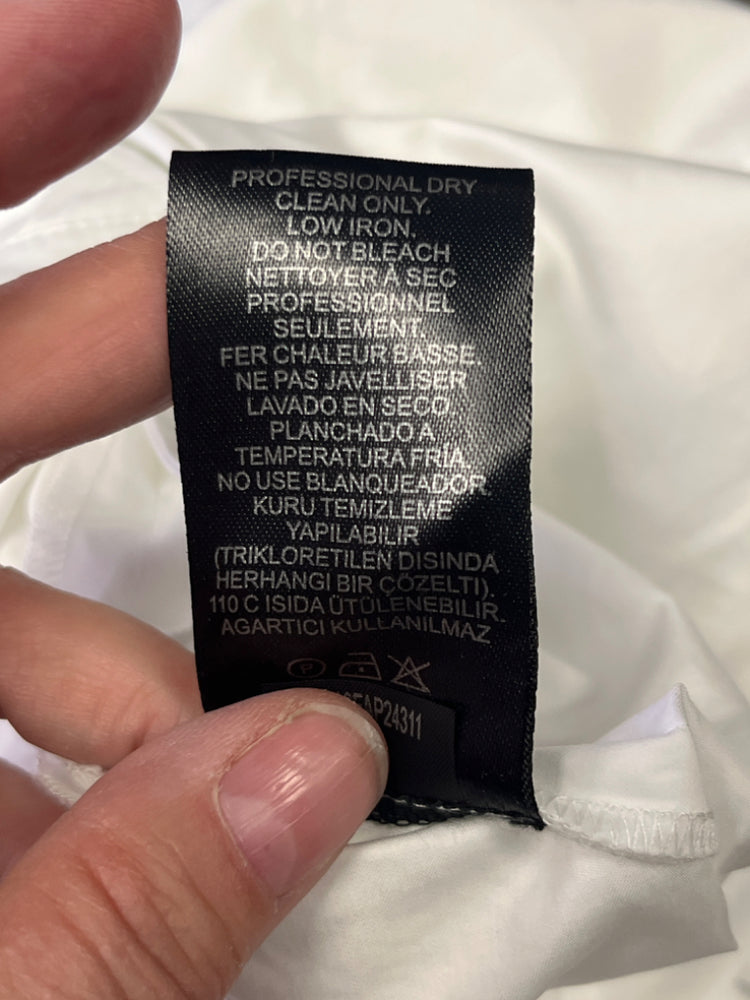 PROFESSIONAL DRY
CLEAN ONLY.
LOW IRON,
DO NOT BLEACH
NETTOYER À SEC
PROFESSIONNEL
SEULEMENT.
FER CHALEUR BASSE.
NE PAS JAVELLISER
LAVADO EN SECO.
PLANCHADO A
TEMPERATURA FRÍA.
NO USE BLANQUEADOR.
KURU TEMIZLEME
YAPILABILIR
(TRIKLORETILEN DISINDA
HERHANGI BIR ÇÖZELTI).
110 C ISIDA ÜTÜLENEBILIR.
AGARTICI KULLANILMAZ
P